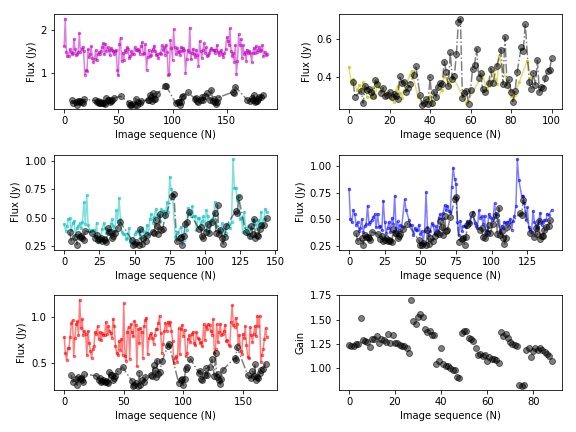 Flux (Jy)
2
1
0 50 100 150
Image sequence (N)
Flux (Jy)
0.6
0.4
0 20 40 60 80 100
Image sequence (N)
Flux (Jy)
1.00
0.75
0.50
0.25
0 25 50 75 100 125 150
Image sequence (N)
Flux (Jy)
1.00
0.75
0.50
0.25
0 25 50 75 100 125
Image sequence (N)
Flux (Jy)
1.0
0.5
0 50 100 150
Image sequence (N)
Gain
1.75
1.50
1.25
1.00
0 20 40 60 80
Image sequence (N)